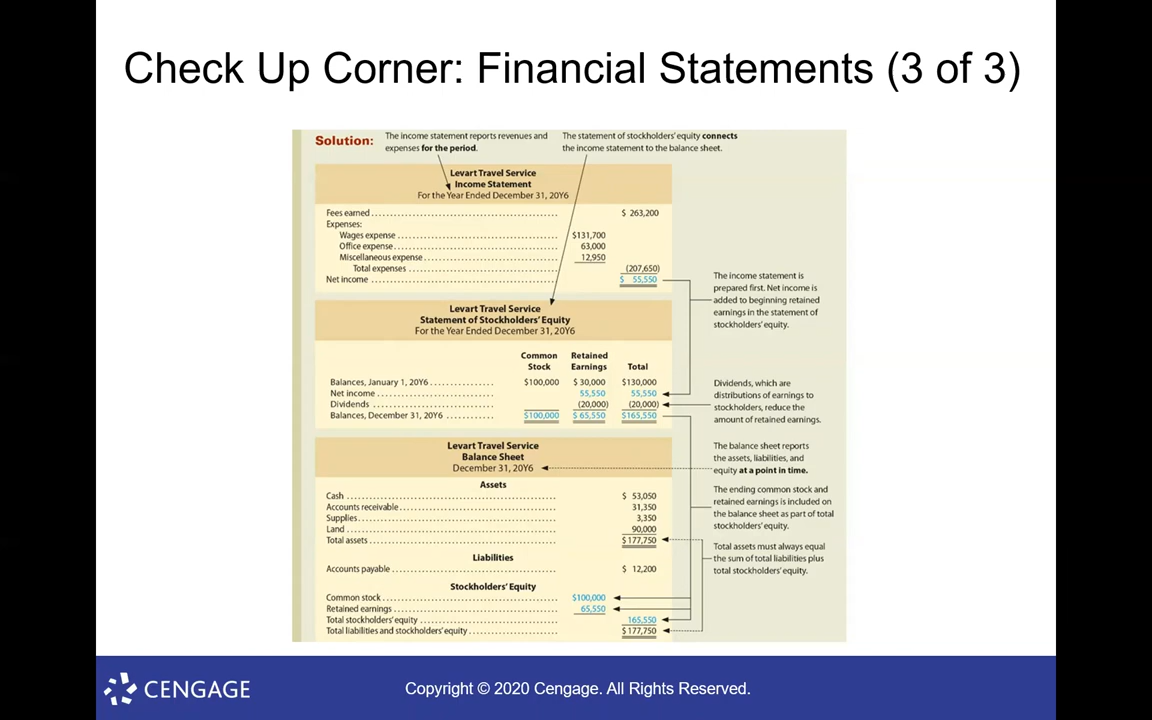 Check Up Corner: Financial Statements (3 of 3)
Solution:
The income statement reports revenues and
expenses for the period.
The statement of stockholders' equity connects
the income statement to the balance sheet.
Levart Travel Service
Income Statement
For the Year Ended December 31, 20Y6
Fees earned ........ $ 263,200
Expenses:
Wages expense ........ $131,700
Office expense ........ 63,000
Miscellaneous expense ........ 12,950
Total expenses ........ (207,650)
Net income ........ $ 55,550
The income statement is
prepared first. Net income is
added to beginning retained
earnings in the statement of
stockholders' equity.
Levart Travel Service
Statement of Stockholders' Equity
For the Year Ended December 31, 20Y6
Common Retained
Stock Earnings Total
Balances, January 1, 20Y6 ........ $100,000 $ 30,000 $130,000
Net income ........ 55,550 55,550
Dividends ........ (20,000) (20,000)
Balances, December 31, 20Y6 ........ $100,000 $ 65,550 $165,550
Dividends, which are
distributions of earnings to
stockholders, reduce the
amount of retained earnings.
Levart Travel Service
Balance Sheet
December 31, 20Y6
The balance sheet reports
the assets, liabilities, and
equity at a point in time.
Assets
Cash ........ $ 53,050
Accounts receivable ........ 31,350
Supplies ........ 3,350
Land ........ 90,000
Total assets ........ $177,750
The ending common stock and
retained earnings is included on
the balance sheet as part of total
stockholders' equity.
Liabilities
Accounts payable ........ $ 12,200
Total assets must always equal
the sum of total liabilities plus
total stockholders' equity.
Stockholders' Equity
Common stock ........ $100,000
Retained earnings ........ 65,550
Total stockholders' equity ........ 165,550
Total liabilities and stockholders' equity ........ $177,750
CENGAGE
Copyright © 2020 Cengage. All Rights Reserved.